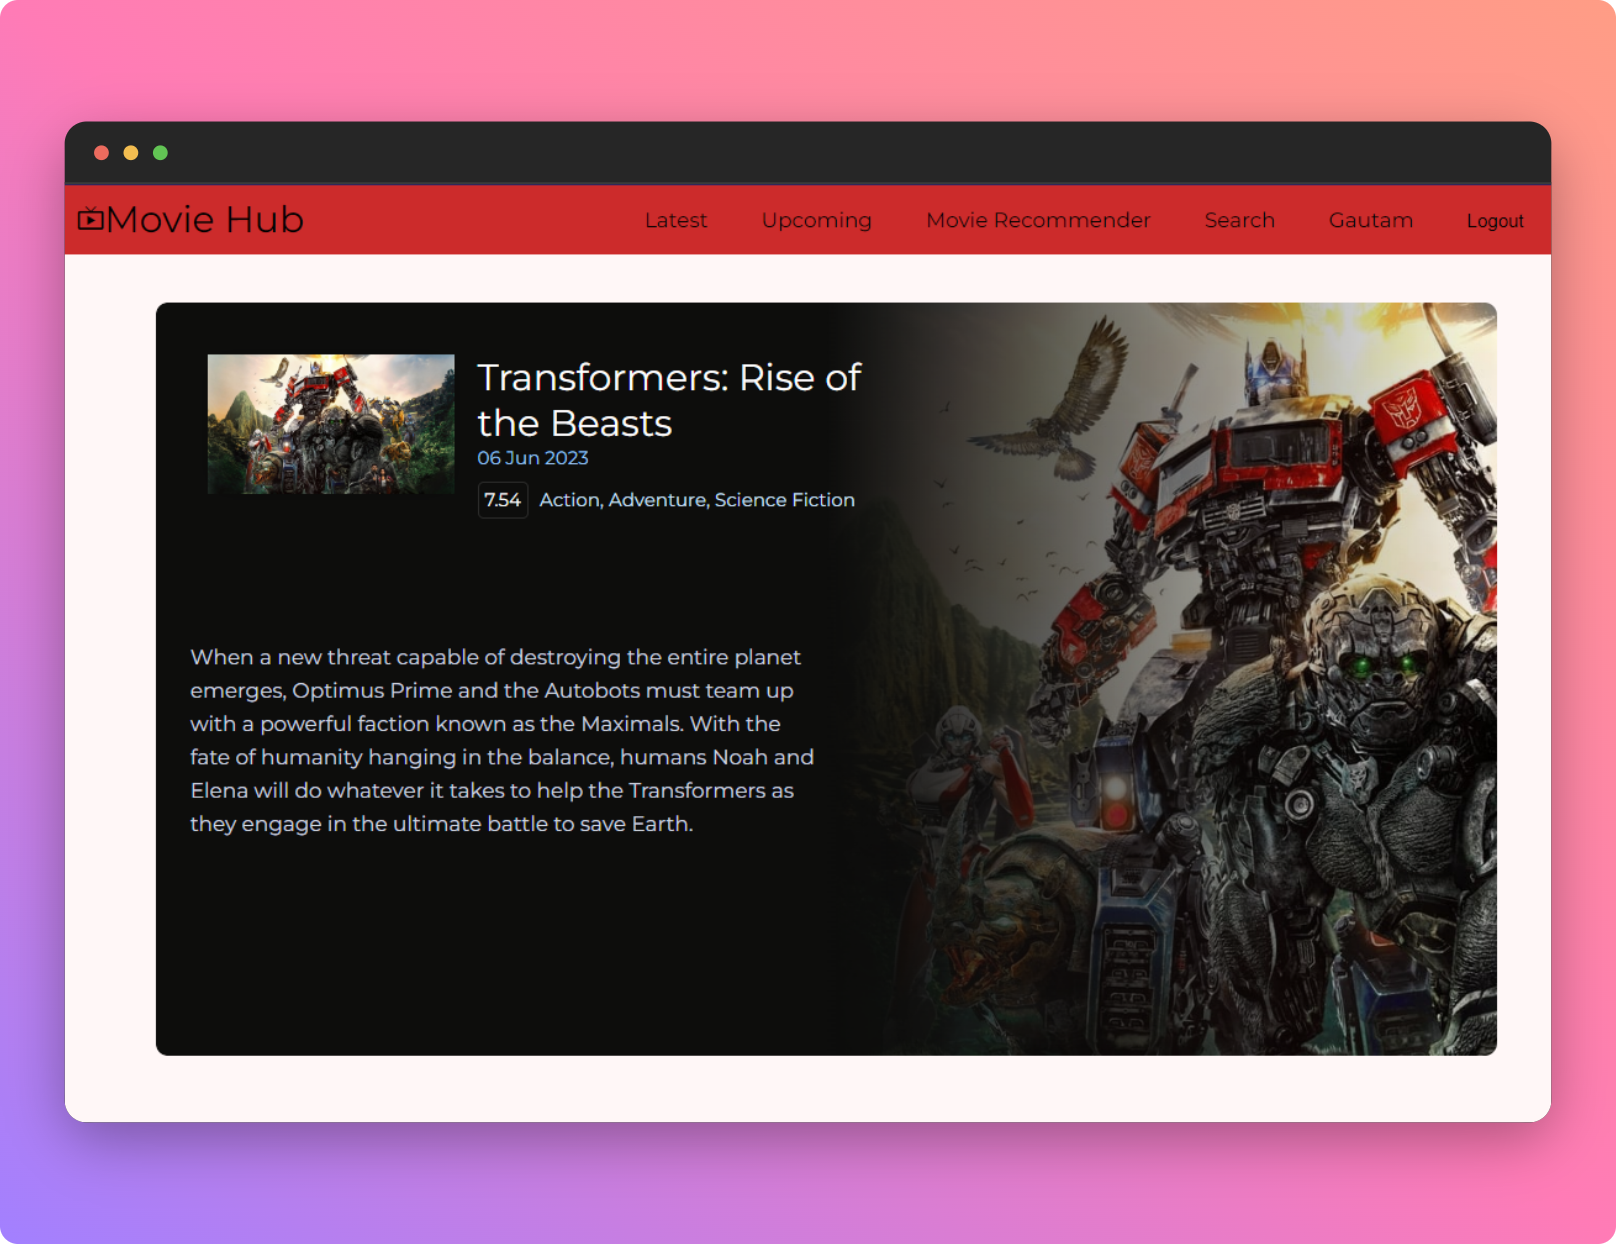 Movie Hub
Latest
Upcoming
Movie Recommender
Search
Gautam
Logout
Transformers: Rise of
the Beasts
06 Jun 2023
7.54 Action, Adventure, Science Fiction
When a new threat capable of destroying the entire planet
emerges, Optimus Prime and the Autobots must team up
with a powerful faction known as the Maximals. With the
fate of humanity hanging in the balance, humans Noah and
Elena will do whatever it takes to help the Transformers as
they engage in the ultimate battle to save Earth.